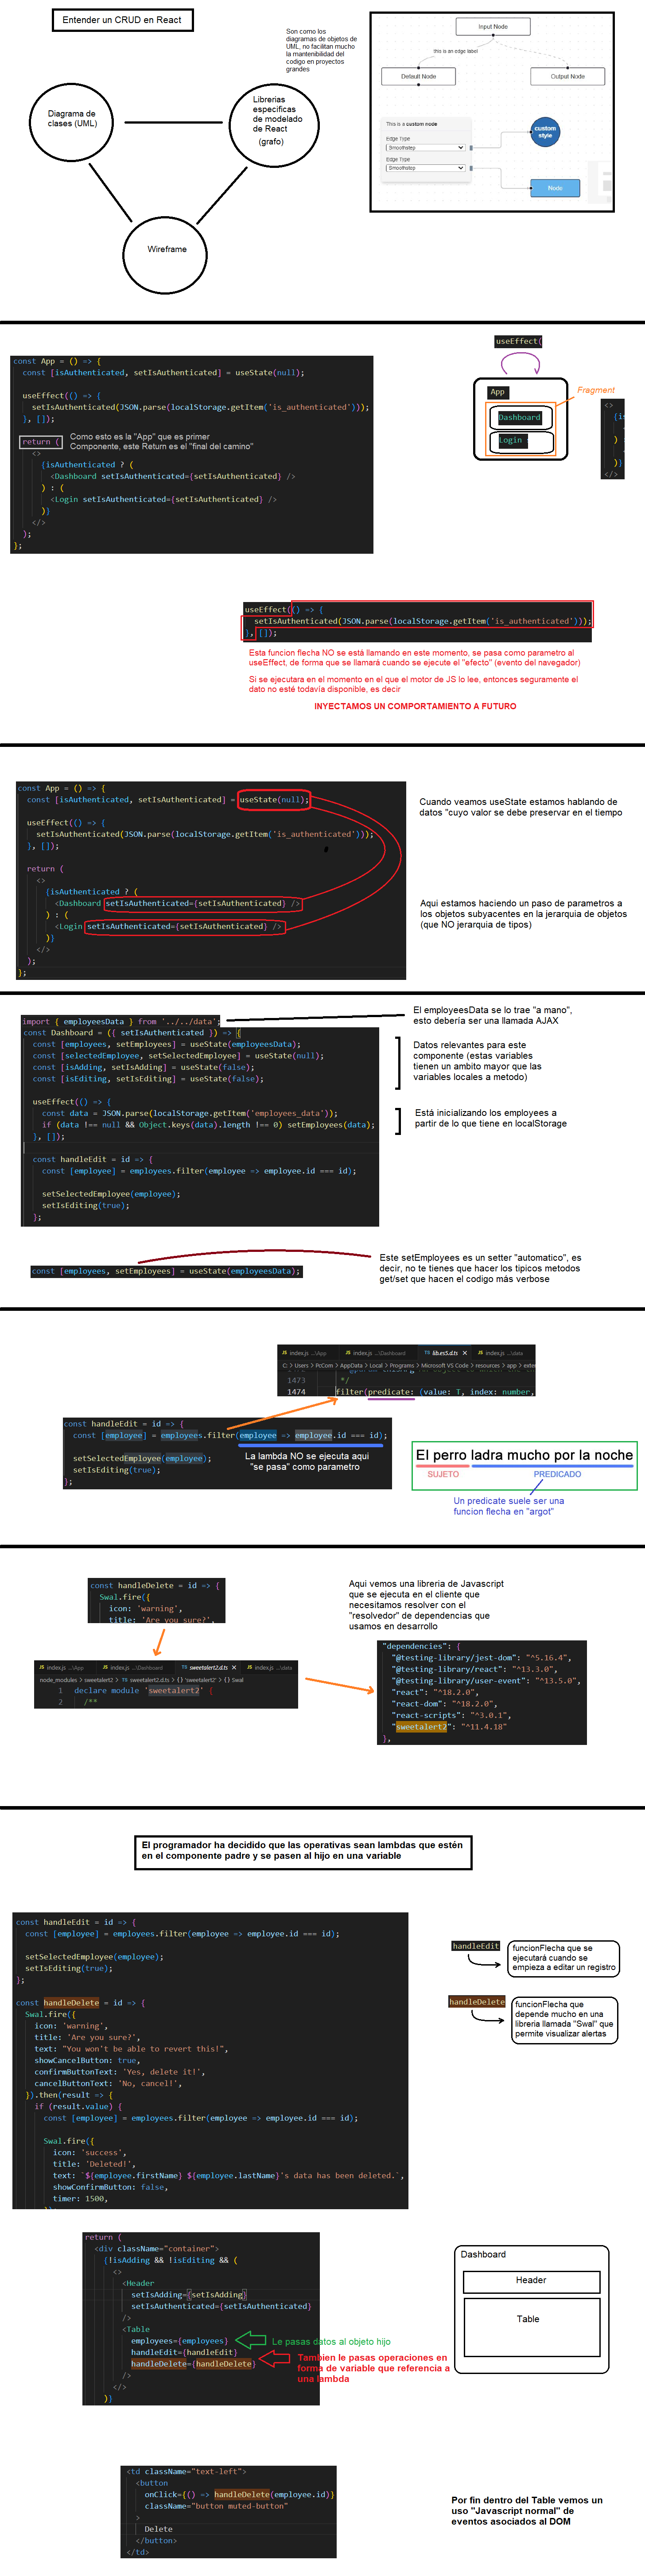 Entender un CRUD en React
Son como los
diagramas de objetos de
UML, no facilitan mucho
la mantenibilidad del
codigo en proyectos
grandes
Input Node
this is an edge label
Default Node
Output Node
This is a custom node
Edge Type
Smoothstep
Edge Type
Smoothstep
custom
style
Node
Diagrama de
clases (UML)
Librerias
especificas
de modelado
de React
(grafo)
Wireframe
const App = () => {
const [isAuthenticated, setIsAuthenticated] = useState(null);
useEffect(() => {
setIsAuthenticated(JSON.parse(localStorage.getItem('is_authenticated')));
}, []);
return (
Como esto es la "App" que es primer
Componente, este Return es el "final del camino"
<>
{isAuthenticated ? (
<Dashboard setIsAuthenticated={setIsAuthenticated} />
) : (
<Login setIsAuthenticated={setIsAuthenticated} />
)}
</>
);
};
useEffect(
App
Fragment
Dashboard
Login
<>
{is
) :
)}
</>
useEffect(() => {
setIsAuthenticated(JSON.parse(localStorage.getItem('is_authenticated')));
}, []);
Esta funcion flecha NO se está llamando en este momento, se pasa como parametro al
useEffect, de forma que se llamará cuando se ejecute el "efecto" (evento del navegador)
Si se ejecutara en el momento en el que el motor de JS lo lee, entonces seguramente el
dato no esté todavía disponible, es decir
INYECTAMOS UN COMPORTAMIENTO A FUTURO
const App = () => {
const [isAuthenticated, setIsAuthenticated] = useState(null);
useEffect(() => {
setIsAuthenticated(JSON.parse(localStorage.getItem('is_authenticated')));
}, []);
return (
<>
{isAuthenticated ? (
<Dashboard setIsAuthenticated={setIsAuthenticated} />
) : (
<Login setIsAuthenticated={setIsAuthenticated} />
)}
</>
);
};
Cuando veamos useState estamos hablando de
datos "cuyo valor se debe preservar en el tiempo
Aqui estamos haciendo un paso de parametros a
los objetos subyacentes en la jerarquia de objetos
(que NO jerarquia de tipos)
import { employeesData } from '../../data';
const Dashboard = ({ setIsAuthenticated }) => {
const [employees, setEmployees] = useState(employeesData);
const [selectedEmployee, setSelectedEmployee] = useState(null);
const [isAdding, setIsAdding] = useState(false);
const [isEditing, setIsEditing] = useState(false);
useEffect(() => {
const data = JSON.parse(localStorage.getItem('employees_data'));
if (data !== null && Object.keys(data).length !== 0) setEmployees(data);
}, []);
const handleEdit = id => {
const [employee] = employees.filter(employee => employee.id === id);
setSelectedEmployee(employee);
setIsEditing(true);
};
El employeesData se lo trae "a mano",
esto debería ser una llamada AJAX
Datos relevantes para este
componente (estas variables
tienen un ambito mayor que las
variables locales a metodo)
Está inicializando los employees a
partir de lo que tiene en localStorage
const [employees, setEmployees] = useState(employeesData);
Este setEmployees es un setter "automatico", es
decir, no te tienes que hacer los tipicos metodos
get/set que hacen el codigo más verbose
JS index.js ...\App
JS index.js ...\Dashboard
TS lib.es5.d.ts ×
JS index.js ...\data
C: > Users > PcCom > AppData > Local > Programs > Microsoft VS Code > resources > app > exte
1473 */
1474 filter(predicate: (value: T, index: number,
const handleEdit = id => {
const [employee] = employees.filter(employee => employee.id === id);
setSelectedEmployee(employee);
setIsEditing(true);
};
La lambda NO se ejecuta aqui
"se pasa" como parametro
El perro ladra mucho por la noche
SUJETO
PREDICADO
Un predicate suele ser una
funcion flecha en "argot"
const handleDelete = id => {
Swal.fire({
icon: 'warning',
title: 'Are you sure?',
JS index.js ...\App
JS index.js ...\Dashboard
TS sweetalert2.d.ts ×
JS index.js ...\data
node_modules > sweetalert2 > TS sweetalert2.d.ts > {} 'sweetalert2' > {} Swal
1 declare module 'sweetalert2' {
2 /**
Aqui vemos una libreria de Javascript
que se ejecuta en el cliente que
necesitamos resolver con el
"resolvedor" de dependencias que
usamos en desarrollo
"dependencies": {
"@testing-library/jest-dom": "^5.16.4",
"@testing-library/react": "^13.3.0",
"@testing-library/user-event": "^13.5.0",
"react": "^18.2.0",
"react-dom": "^18.2.0",
"react-scripts": "^3.0.1",
"sweetalert2": "^11.4.18"
},
El programador ha decidido que las operativas sean lambdas que estén
en el componente padre y se pasen al hijo en una variable
const handleEdit = id => {
const [employee] = employees.filter(employee => employee.id === id);
setSelectedEmployee(employee);
setIsEditing(true);
};
const handleDelete = id => {
Swal.fire({
icon: 'warning',
title: 'Are you sure?',
text: "You won't be able to revert this!",
showCancelButton: true,
confirmButtonText: 'Yes, delete it!',
cancelButtonText: 'No, cancel!',
}).then(result => {
if (result.value) {
const [employee] = employees.filter(employee => employee.id === id);
Swal.fire({
icon: 'success',
title: 'Deleted!',
text: `${employee.firstName} ${employee.lastName}'s data has been deleted.`,
showConfirmButton: false,
timer: 1500,
handleEdit
funcionFlecha que se
ejecutará cuando se
empieza a editar un registro
handleDelete
funcionFlecha que
depende mucho en una
libreria llamada "Swal" que
permite visualizar alertas
return (
<div className="container">
{!isAdding && !isEditing && (
<>
<Header
setIsAdding={setIsAdding}
setIsAuthenticated={setIsAuthenticated}
/>
<Table
employees={employees}
handleEdit={handleEdit}
handleDelete={handleDelete}
/>
</>
)}
Le pasas datos al objeto hijo
Tambien le pasas operaciones en
forma de variable que referencia a
una lambda
Dashboard
Header
Table
<td className="text-left">
<button
onClick={() => handleDelete(employee.id)}
className="button muted-button"
>
Delete
</button>
</td>
Por fin dentro del Table vemos un
uso "Javascript normal" de
eventos asociados al DOM